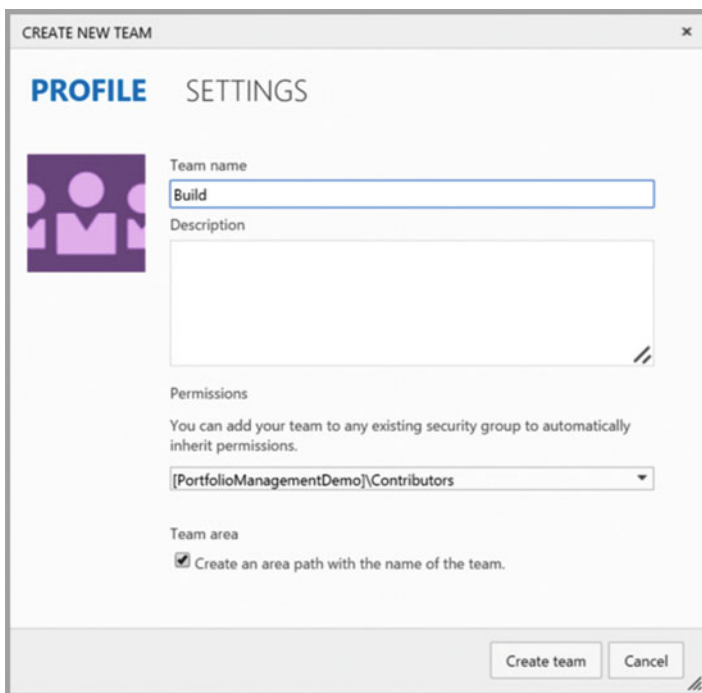 CREATE NEW TEAM
PROFILE SETTINGS
Team name
Build
Description
Permissions
You can add your team to any existing security group to automatically
inherit permissions.
[PortfolioManagementDemo]\Contributors
Team area
Create an area path with the name of the team.
Create team Cancel